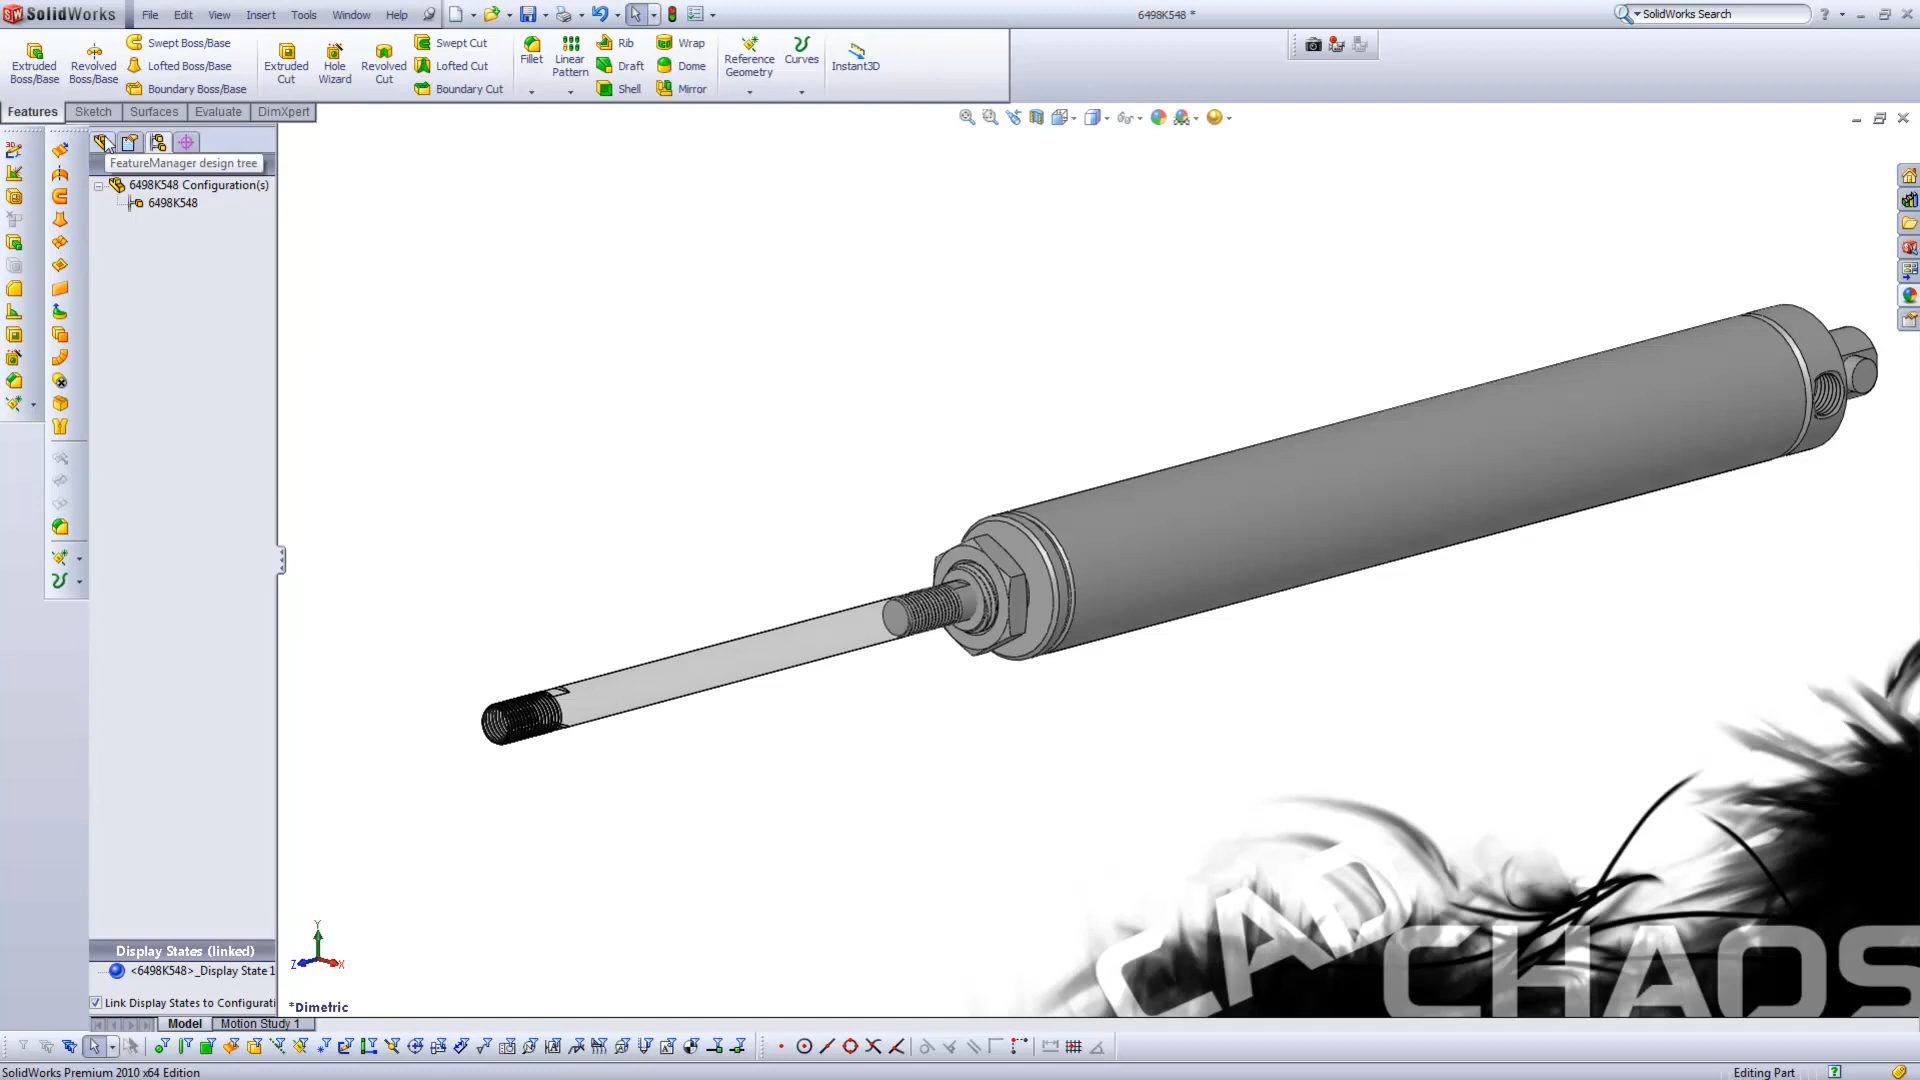 SolidWorks File Edit View Insert Tools Window Help 6498K548 * SolidWorks Search
Extruded Boss/Base
Revolved Boss/Base
Swept Boss/Base
Lofted Boss/Base
Boundary Boss/Base
Extruded Cut
Hole Wizard
Revolved Cut
Swept Cut
Lofted Cut
Boundary Cut
Fillet
Linear Pattern
Rib
Draft
Shell
Wrap
Dome
Mirror
Reference Geometry
Curves
Instant3D
Features Sketch Surfaces Evaluate DimXpert
FeatureManager design tree
6498K548 Configuration(s)
6498K548
Display States (linked)
<6498K548>_Display State 1
Link Display States to Configurati
Y
Z X
*Dimetric
CAD
CHAOS
Model Motion Study 1
SolidWorks Premium 2010 x64 Edition Editing Part